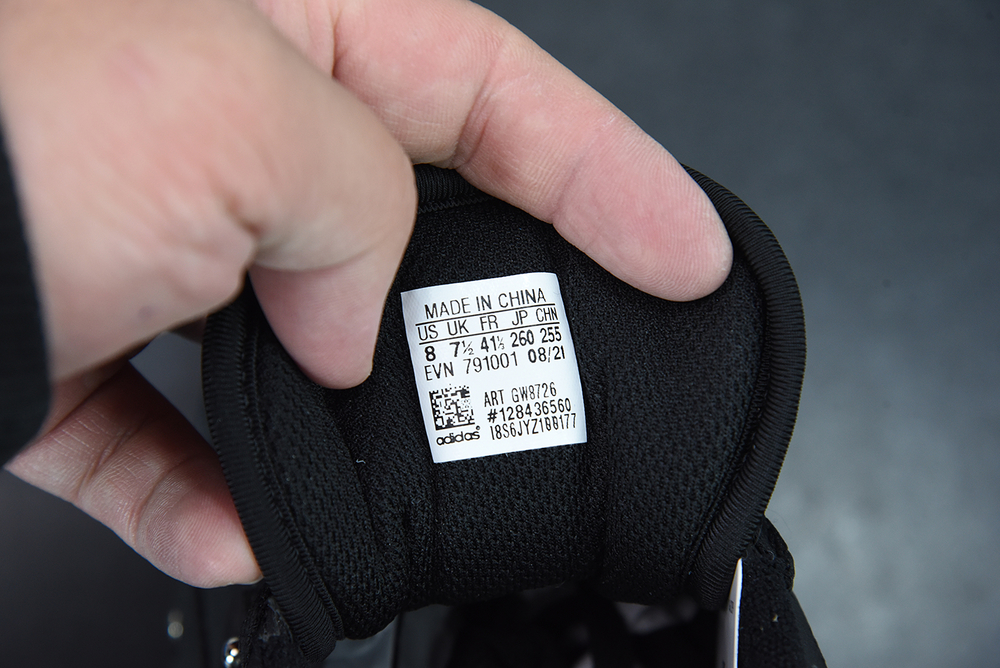 MADE IN CHINA
US UK FR JP CHN
8 7½ 41⅓ 260 255
EVN 791001 08/21
ART GW8726
#128436560
adidas